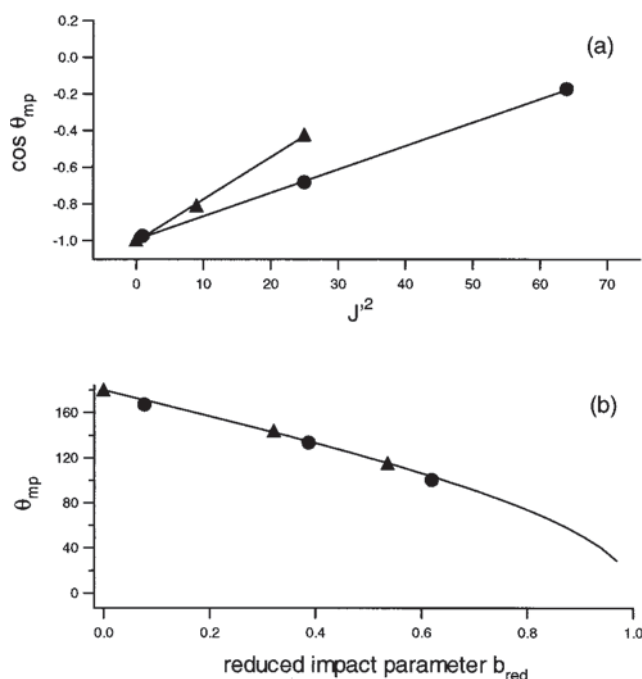 (a)
cos θmp
0.2
0.0
-0.2
-0.4
-0.6
-0.8
-1.0
0 10 20 30 40 50 60 70
J'²
(b)
θmp
160
120
80
40
0
0.0 0.2 0.4 0.6 0.8 1.0
reduced impact parameter bred